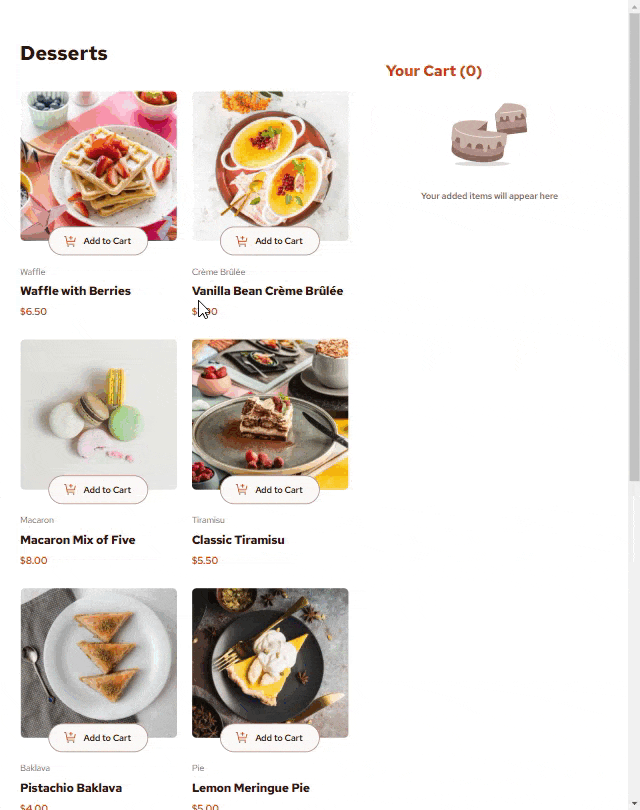 Desserts
Your Cart (0)
Your added items will appear here
Add to Cart
Add to Cart
Waffle
Waffle with Berries
$6.50
Crème Brûlée
Vanilla Bean Crème Brûlée
Add to Cart
Add to Cart
Macaron
Macaron Mix of Five
$8.00
Tiramisu
Classic Tiramisu
$5.50
Add to Cart
Add to Cart
Baklava
Pistachio Baklava
$4.00
Pie
Lemon Meringue Pie
$5.00